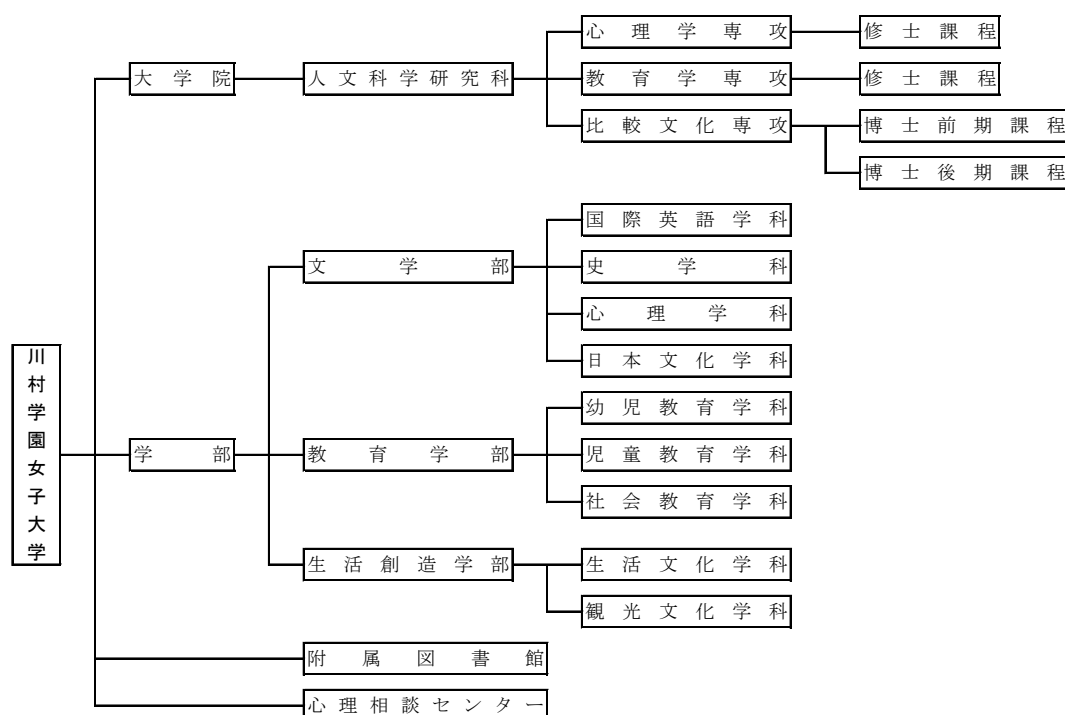 川村学園女子大学
大学院
人文科学研究科
心理学専攻
修士課程
教育学専攻
修士課程
比較文化専攻
博士前期課程
博士後期課程
学部
文学部
国際英語学科
史学科
心理学科
日本文化学科
教育学部
幼児教育学科
児童教育学科
社会教育学科
生活創造学部
生活文化学科
観光文化学科
附属図書館
心理相談センター